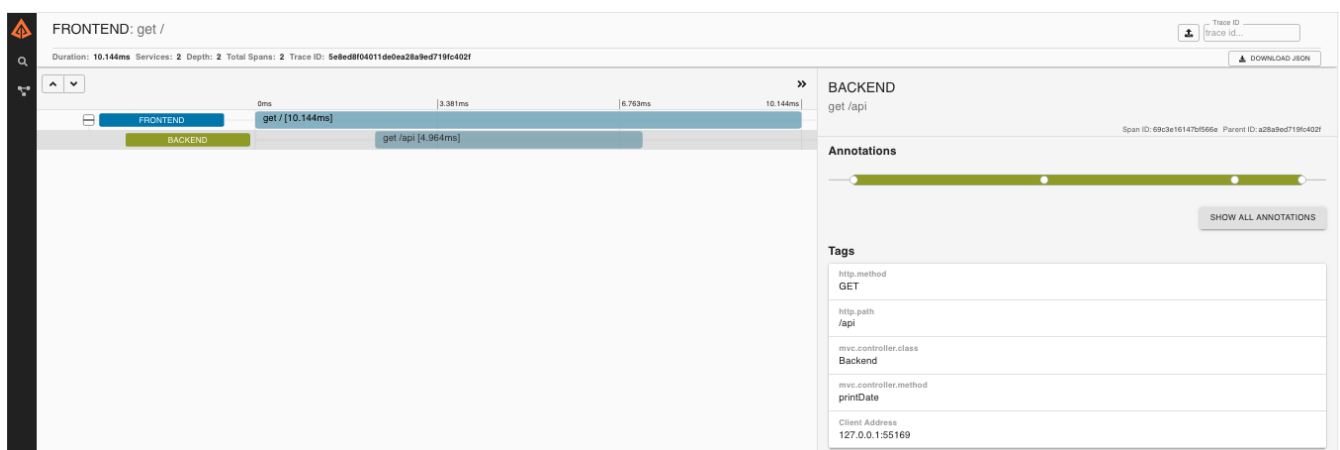 FRONTEND: get /
Trace ID
trace id...
Duration: 10.144ms Services: 2 Depth: 2 Total Spans: 2 Trace ID: 5e8ed8f04011de0ea28a9ed719fc402f
DOWNLOAD JSON
0ms 3.381ms 6.763ms 10.144ms
FRONTEND get / [10.144ms]
BACKEND get /api [4.964ms]
BACKEND
get /api
Span ID: 69c3e16147bf566e Parent ID: a28a9ed719fc402f
Annotations
SHOW ALL ANNOTATIONS
Tags
http.method
GET
http.path
/api
mvc.controller.class
Backend
mvc.controller.method
printDate
Client Address
127.0.0.1:55169